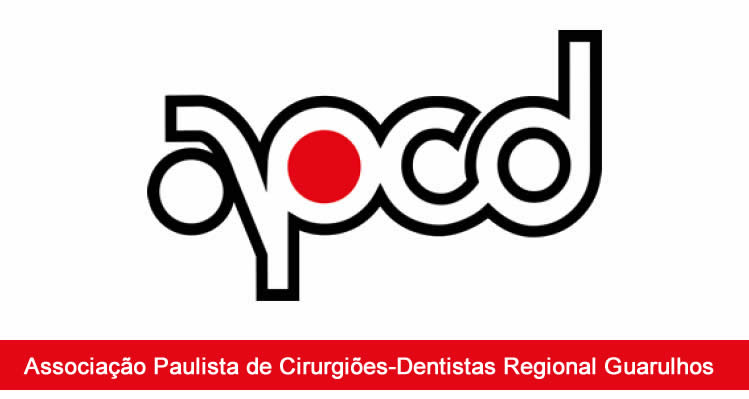 apcd
Associação Paulista de Cirurgiões-Dentistas Regional Guarulhos